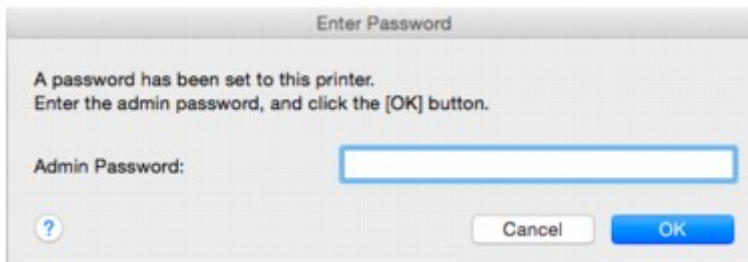 Enter Password
A password has been set to this printer.
Enter the admin password, and click the [OK] button.
Admin Password:
?
Cancel
OK